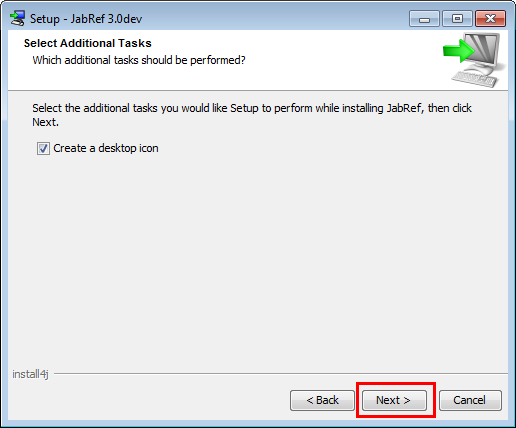 Setup - JabRef 3.0dev
Select Additional Tasks
Which additional tasks should be performed?
Select the additional tasks you would like Setup to perform while installing JabRef, then click
Next.
Create a desktop icon
install4j
< Back
Next >
Cancel